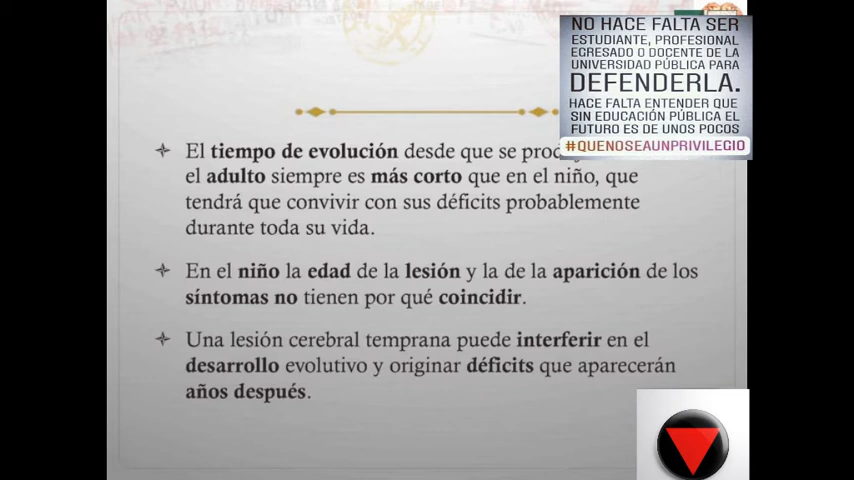 NO HACE FALTA SER
ESTUDIANTE, PROFESIONAL
EGRESADO O DOCENTE DE LA
UNIVERSIDAD PÚBLICA PARA
DEFENDERLA.
HACE FALTA ENTENDER QUE
SIN EDUCACIÓN PÚBLICA EL
FUTURO ES DE UNOS POCOS
#QUENOSEAUNPRIVILEGIO
El tiempo de evolución desde que se
el adulto siempre es más corto que en el niño, que
tendrá que convivir con sus déficits probablemente
durante toda su vida.
En el niño la edad de la lesión y la de la aparición de los
síntomas no tienen por qué coincidir.
Una lesión cerebral temprana puede interferir en el
desarrollo evolutivo y originar déficits que aparecerán
años después.